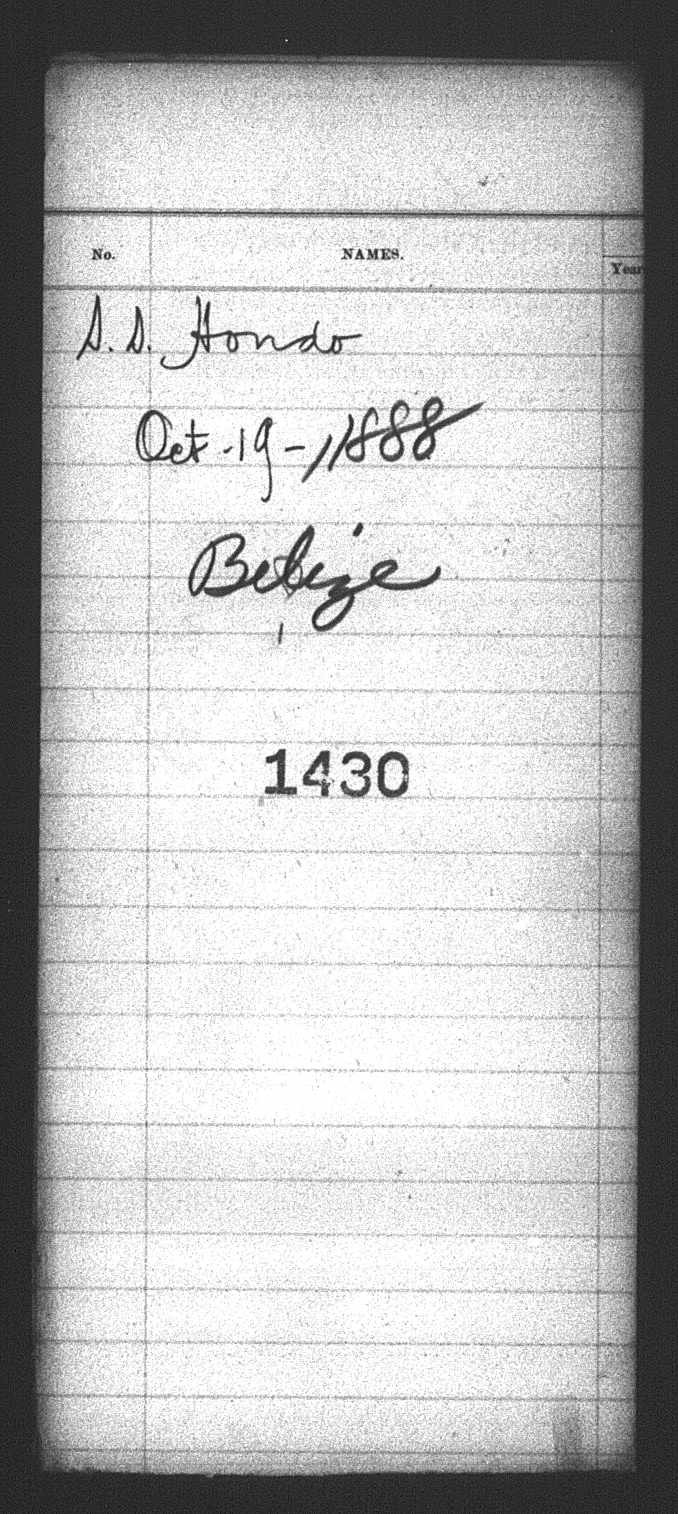 No. NAMES. Year
S.S. Hondo
Oct-19-1888
Belize
1430